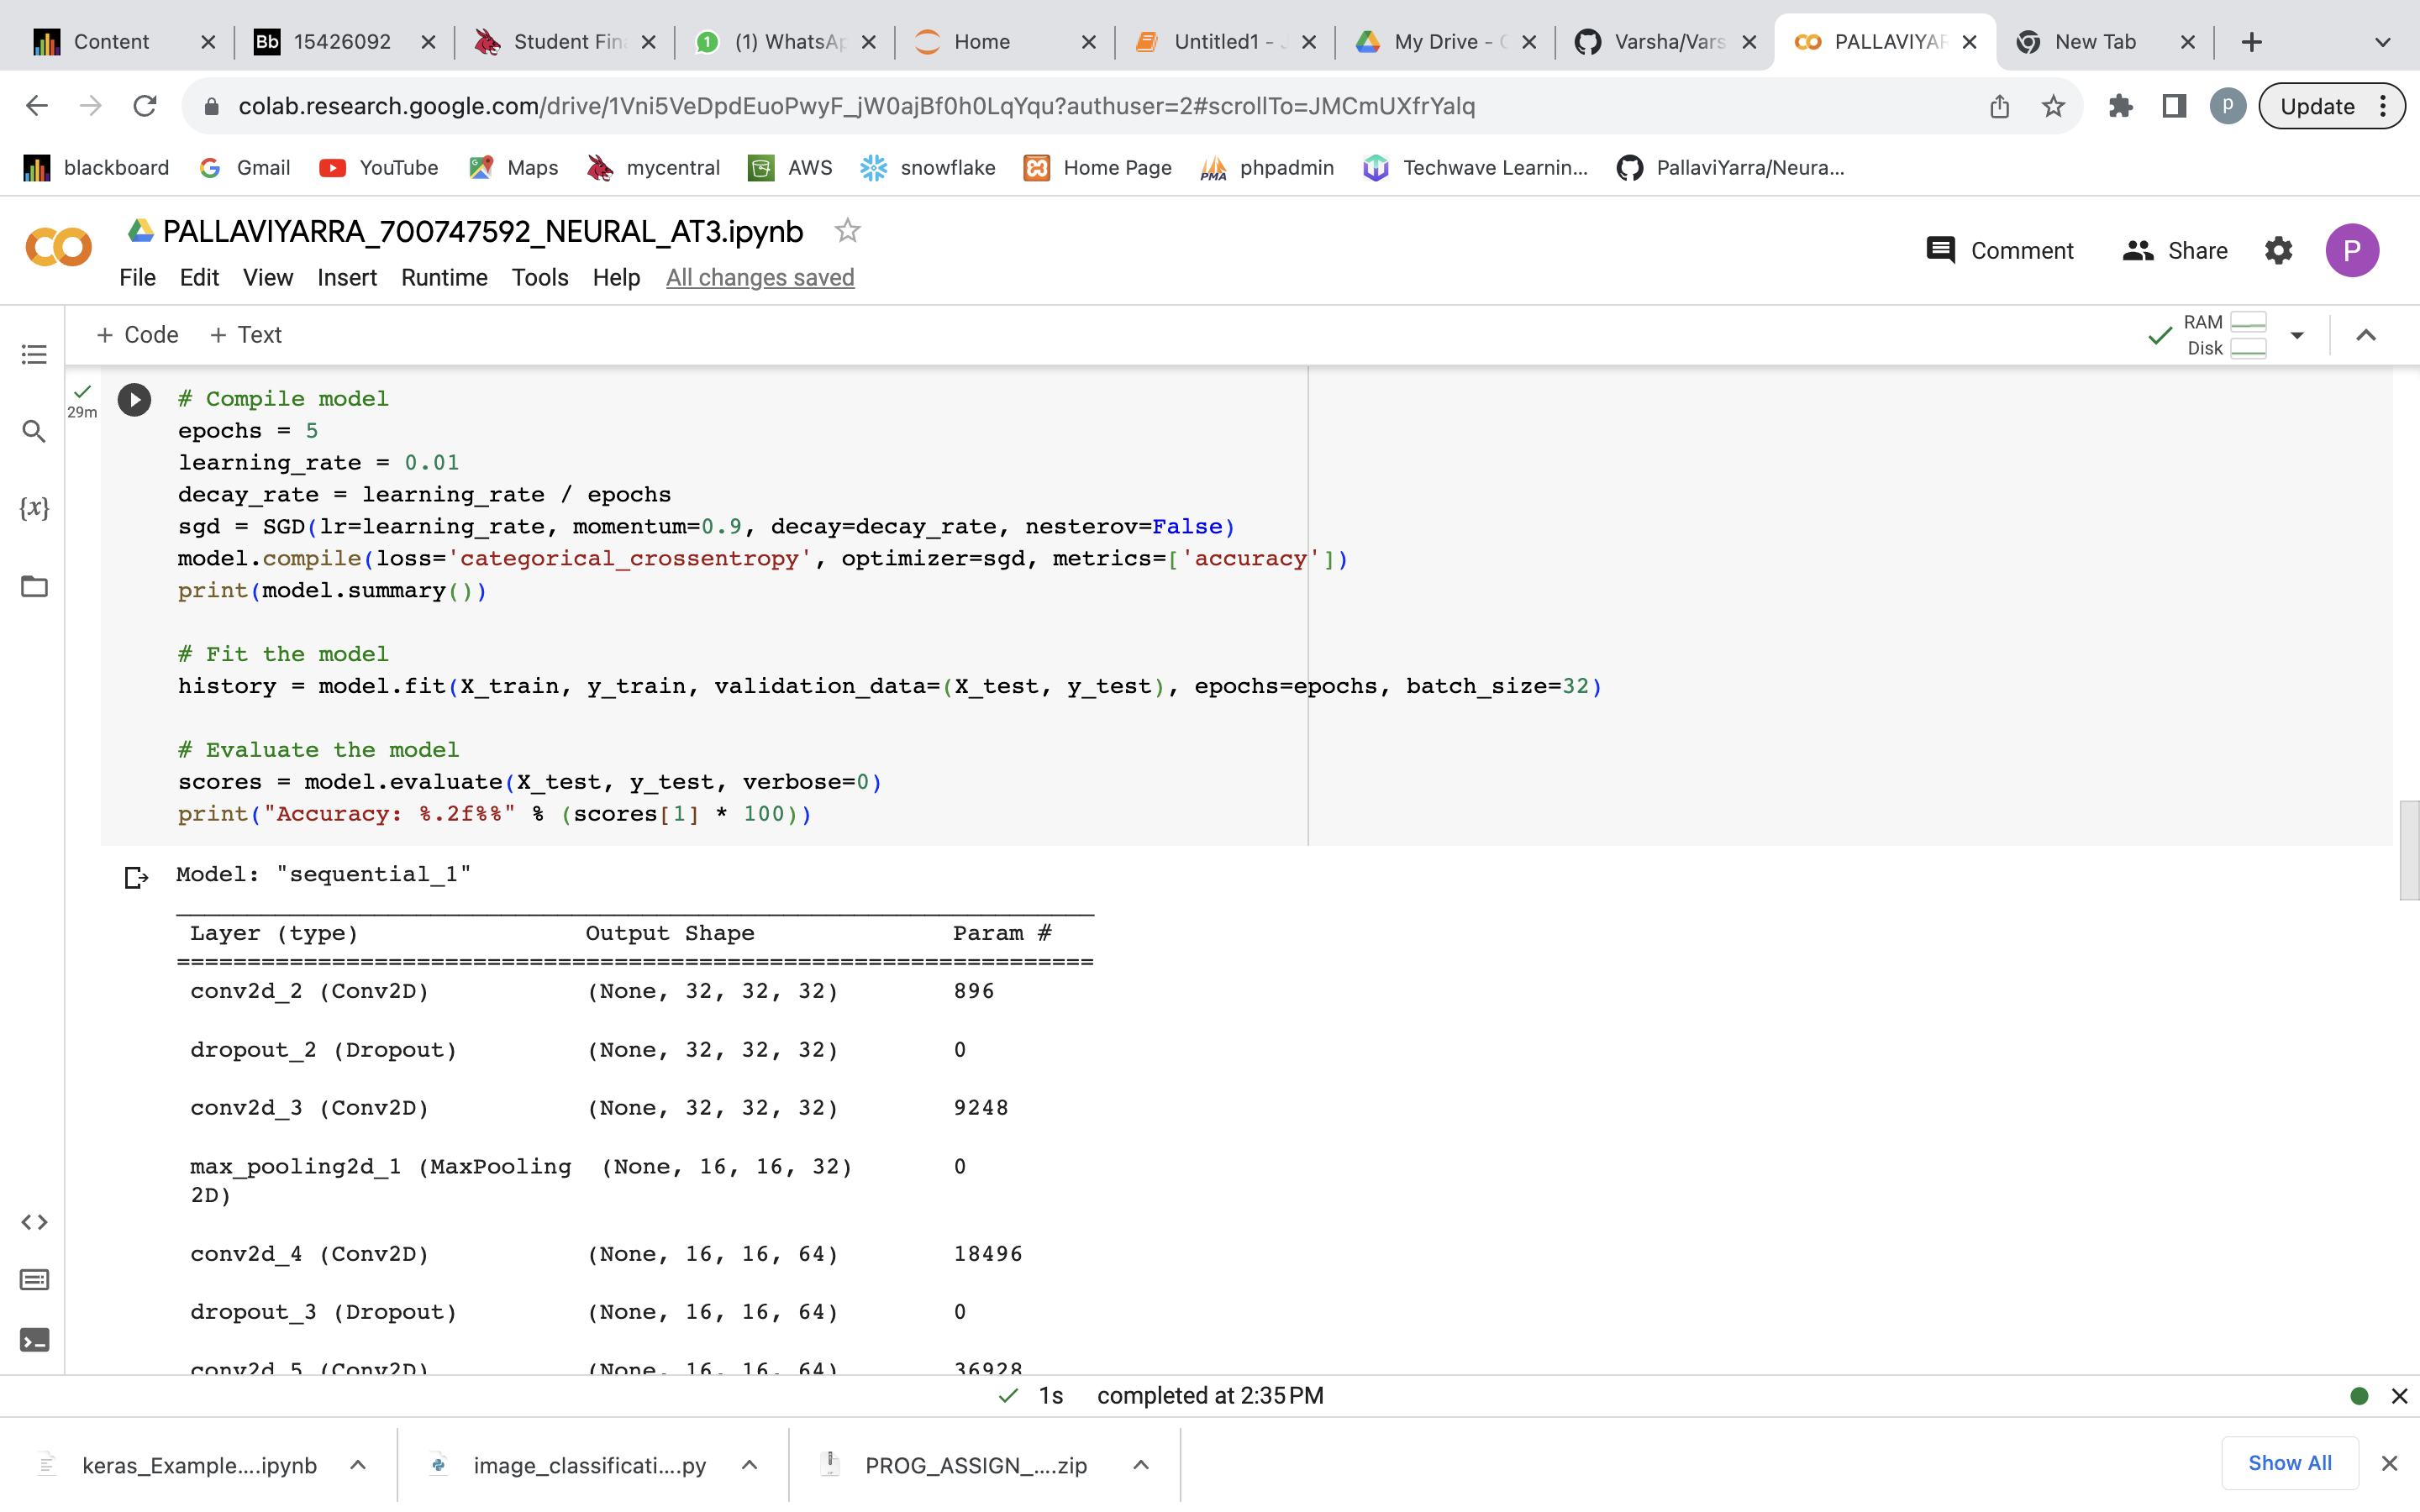 Content
Bb 15426092
Student Fin
1 (1) WhatsAp
Home
Untitled1 -
My Drive -
Varsha/Vars
PALLAVIYAR
New Tab
colab.research.google.com/drive/1Vni5VeDpdEuoPwyF_jW0ajBf0h0LqYqu?authuser=2#scrollTo=JMCmUXfrYalq
P
Update
blackboard
Gmail
YouTube
Maps
mycentral
AWS
snowflake
Home Page
PMA phpadmin
Techwave Learnin...
PallaviYarra/Neura...
PALLAVIYARRA_700747592_NEURAL_AT3.ipynb
Comment
Share
P
File Edit View Insert Runtime Tools Help All changes saved
+ Code + Text
RAM
Disk
29m
# Compile model
epochs = 5
learning_rate = 0.01
decay_rate = learning_rate / epochs
sgd = SGD(lr=learning_rate, momentum=0.9, decay=decay_rate, nesterov=False)
model.compile(loss='categorical_crossentropy', optimizer=sgd, metrics=['accuracy'])
print(model.summary())
# Fit the model
history = model.fit(X_train, y_train, validation_data=(X_test, y_test), epochs=epochs, batch_size=32)
# Evaluate the model
scores = model.evaluate(X_test, y_test, verbose=0)
print("Accuracy: %.2f%%" % (scores[1] * 100))
{x}
Model: "sequential_1"
Layer (type) Output Shape Param #
=================================================================
conv2d_2 (Conv2D) (None, 32, 32, 32) 896
dropout_2 (Dropout) (None, 32, 32, 32) 0
conv2d_3 (Conv2D) (None, 32, 32, 32) 9248
max_pooling2d_1 (MaxPooling (None, 16, 16, 32) 0
2D)
conv2d_4 (Conv2D) (None, 16, 16, 64) 18496
dropout_3 (Dropout) (None, 16, 16, 64) 0
conv2d_5 (Conv2D) (None, 16, 16, 64) 36928
1s completed at 2:35 PM
keras_Example....ipynb
image_classificati....py
PROG_ASSIGN_....zip
Show All